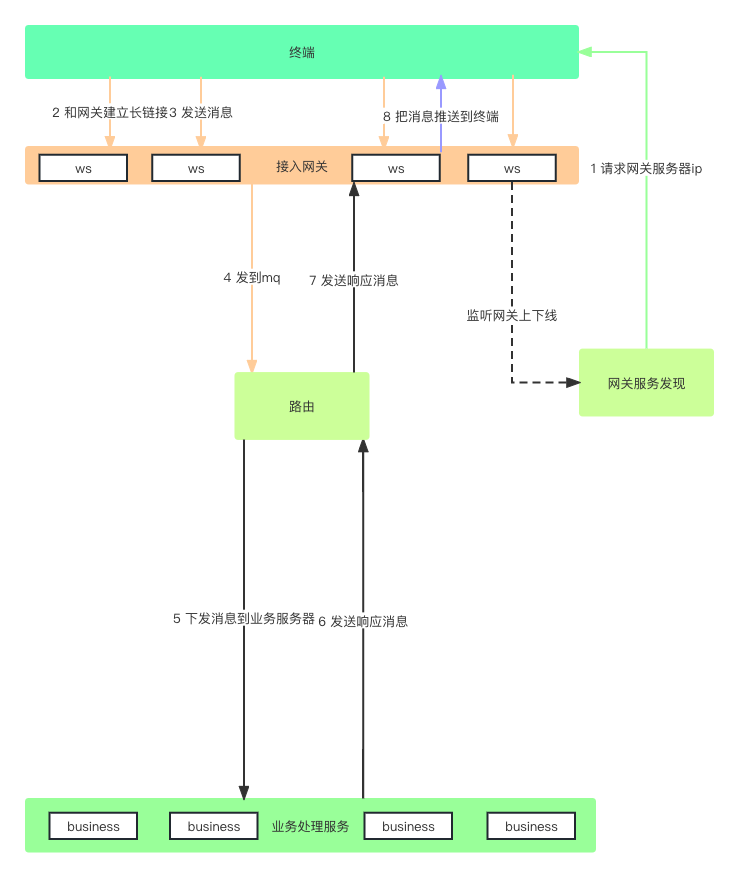 终端
2 和网关建立长链接
3 发送消息
8 把消息推送到终端
ws
ws
接入网关
ws
ws
1 请求网关服务器ip
4 发到mq
7 发送响应消息
监听网关上下线
网关服务发现
路由
5 下发消息到业务服务器
6 发送响应消息
business
business
业务处理服务
business
business